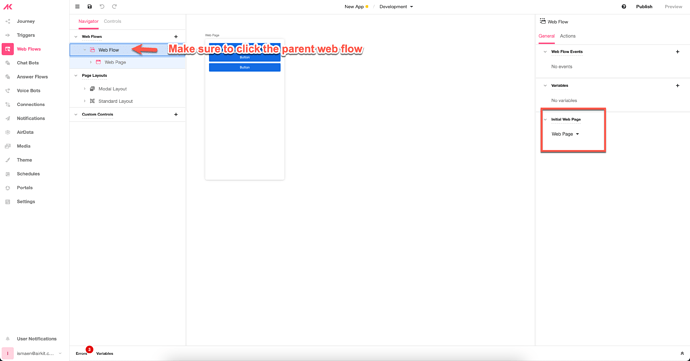 New App
Development
Publish
Preview
Journey
Triggers
Web Flows
Chat Bots
Answer Flows
Voice Bots
Connections
Notifications
AirData
Media
Theme
Schedules
Portals
Settings
User Notifications
Navigator
Controls
Web Flows
Web Flow
Web Page
Page Layouts
Modal Layout
Standard Layout
Custom Controls
Make sure to click the parent web flow
Web Page
Button
Button
Web Flow
General
Actions
Web Flow Events
No events
Variables
No variables
Initial Web Page
Web Page
Errors
3
Variables